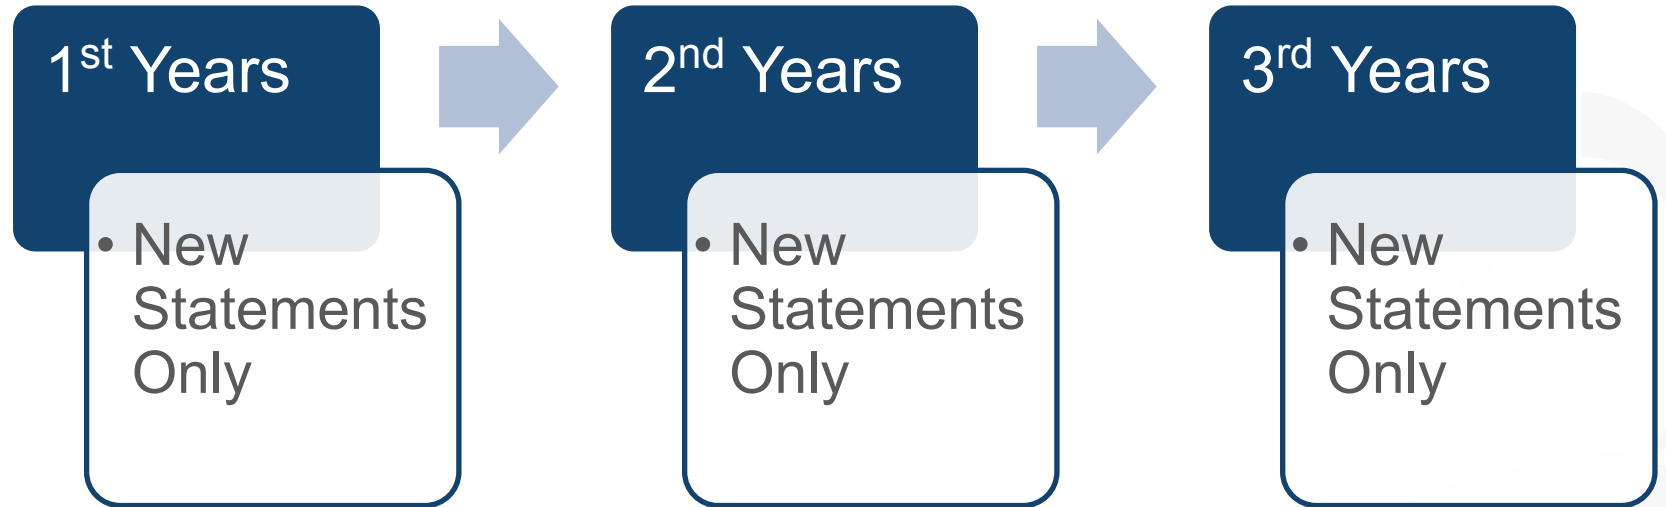 1st Years
• New
Statements
Only
2nd Years
• New
Statements
Only
3rd Years
• New
Statements
Only